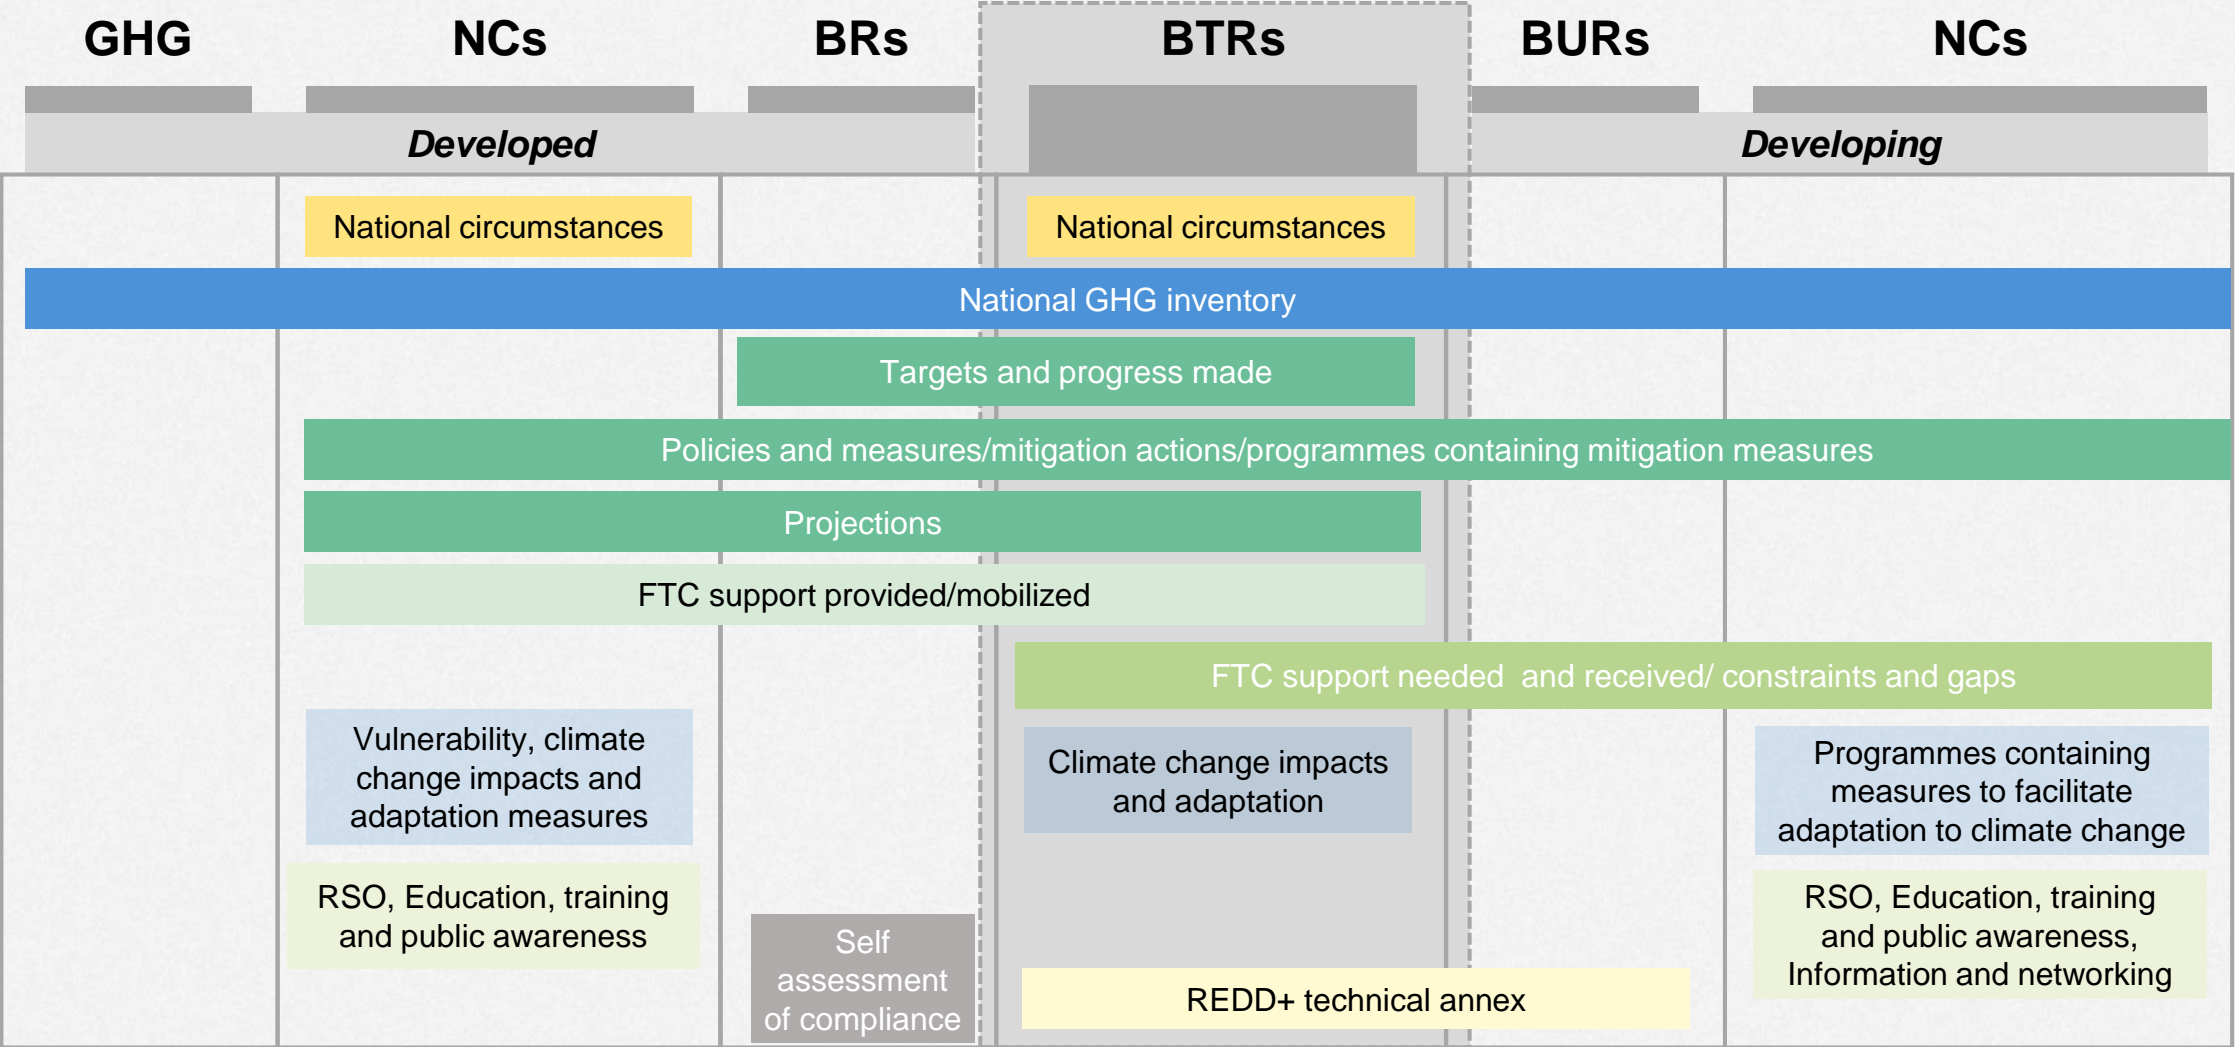 GHG
NCs
BRs
BTRs
BURs
NCs
Developed
Developing
National circumstances
National circumstances
National GHG inventory
Targets and progress made
Policies and measures/mitigation actions/programmes containing mitigation measures
Projections
FTC support provided/mobilized
FTC support needed  and received/ constraints and gaps
Vulnerability, climate
change impacts and
adaptation measures
Climate change impacts
and adaptation
Programmes containing
measures to facilitate
adaptation to climate change
RSO, Education, training
and public awareness
Self
assessment
of compliance
REDD+ technical annex
RSO, Education, training
and public awareness,
Information and networking